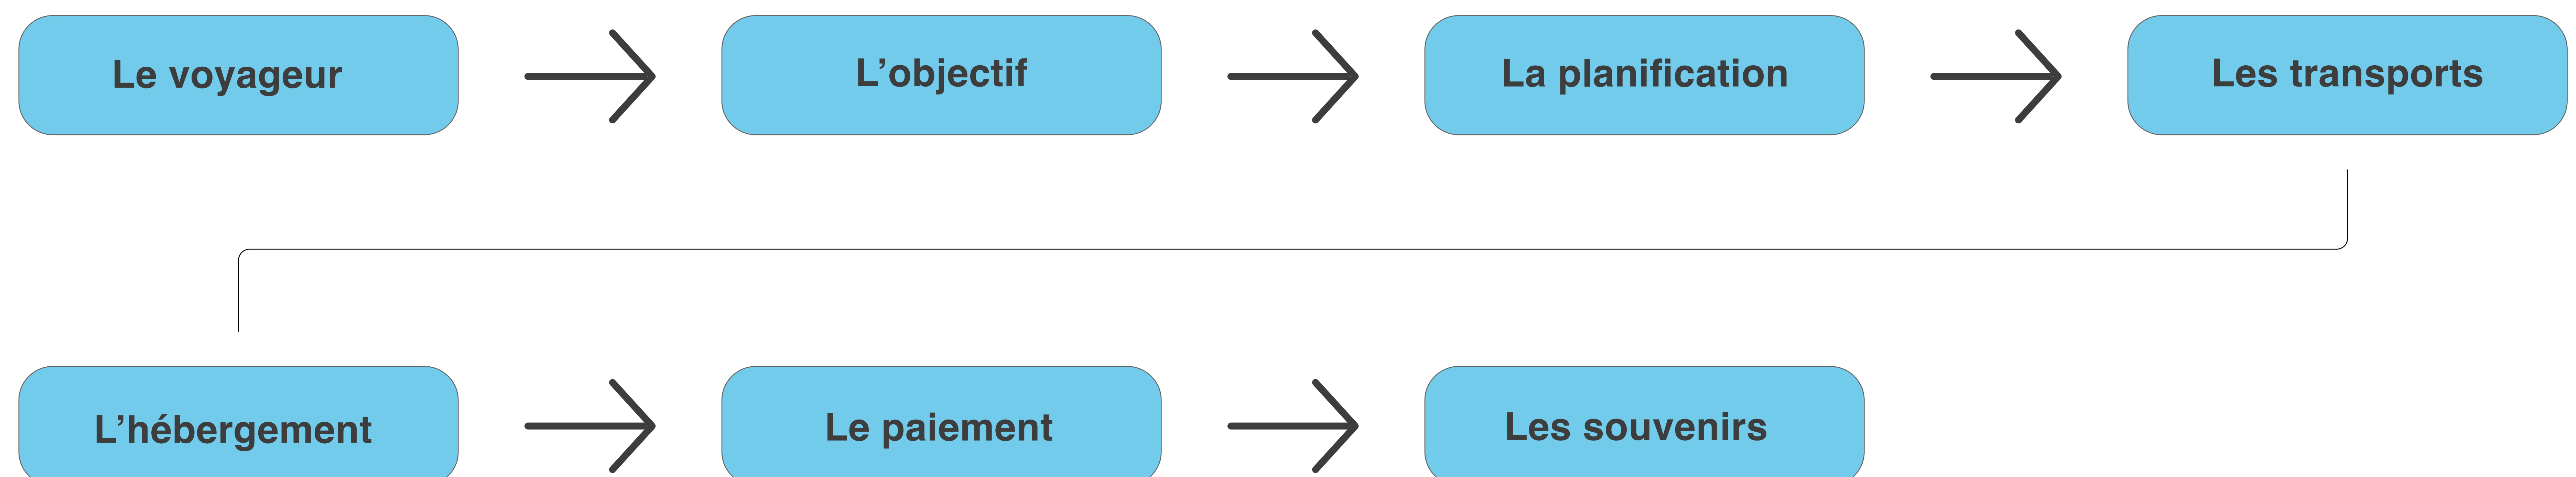 Le voyageur
L’objectif
La planification
Les transports
L’hébergement
Le paiement
Les souvenirs